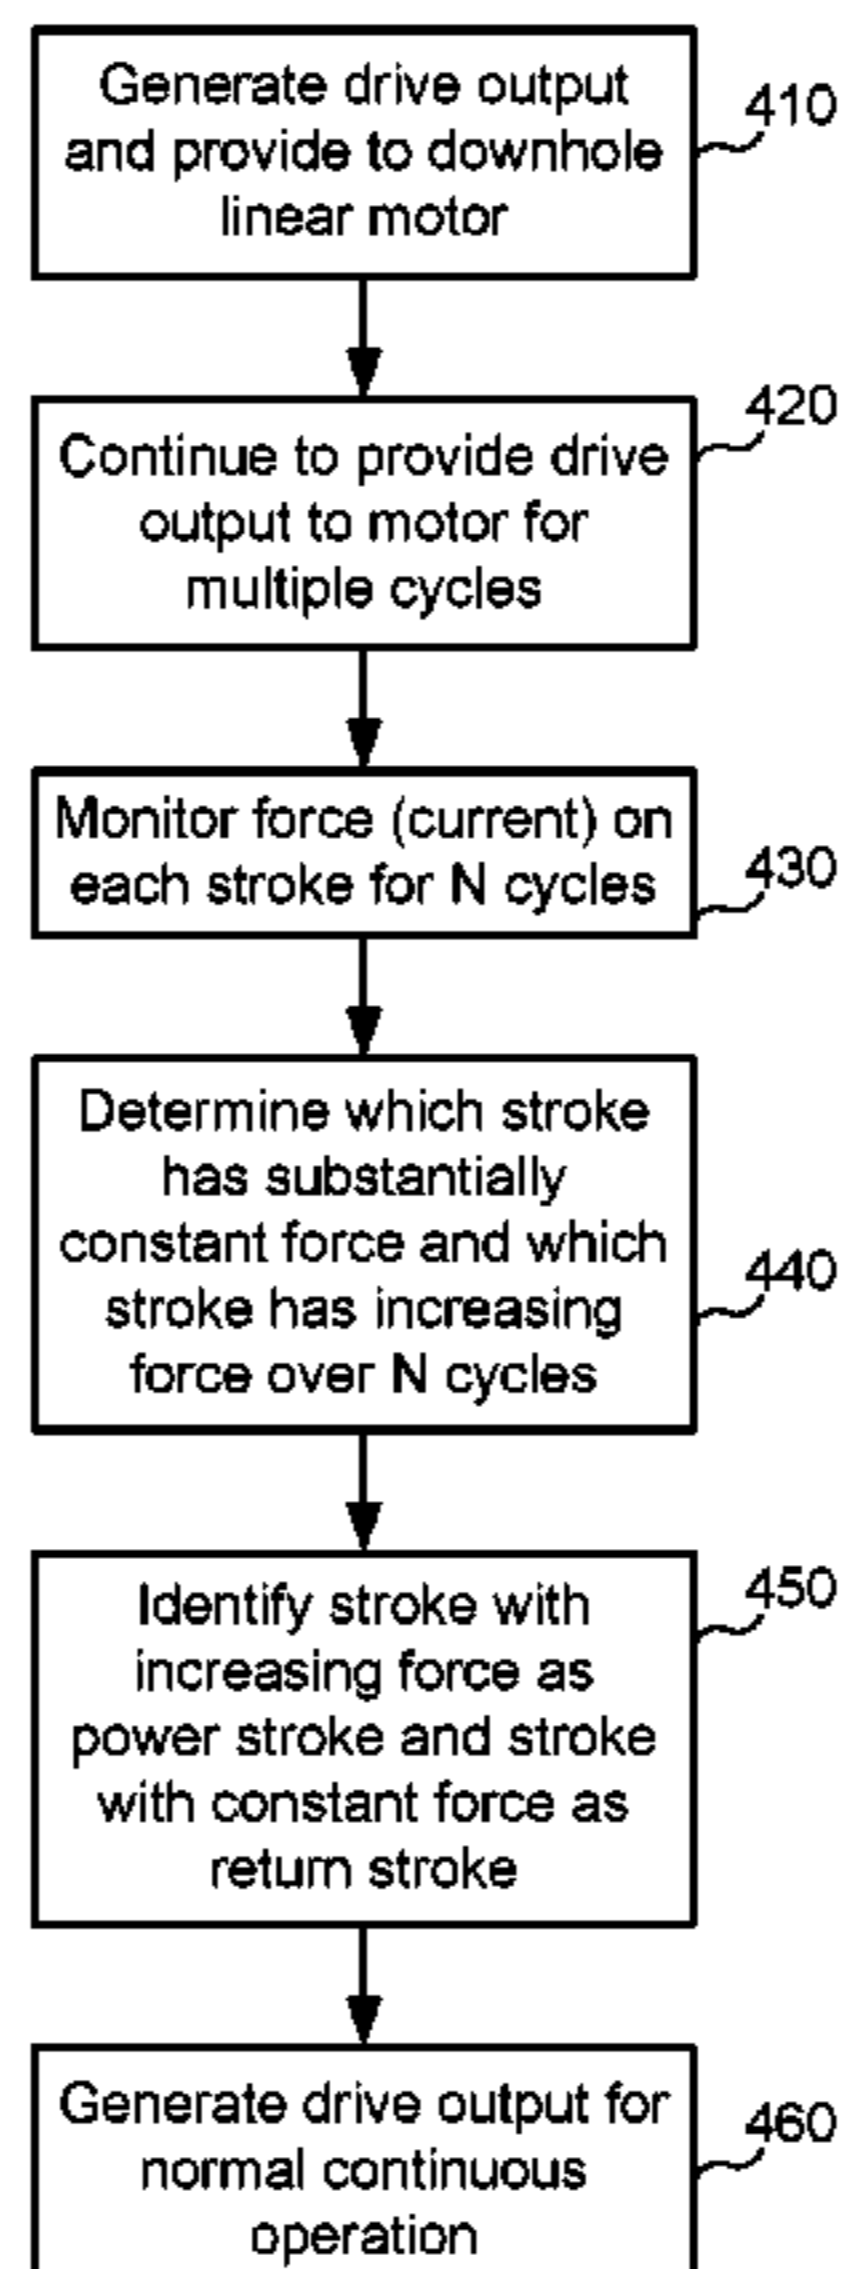 Generate drive output
and provide to downhole
linear motor
410
Continue to provide drive
output to motor for
multiple cycles
420
Monitor force (current) on
each stroke for N cycles
430
Determine which stroke
has substantially
constant force and which
stroke has increasing
force over N cycles
440
Identify stroke with
increasing force as
power stroke and stroke
with constant force as
return stroke
450
Generate drive output for
normal continuous
operation
460